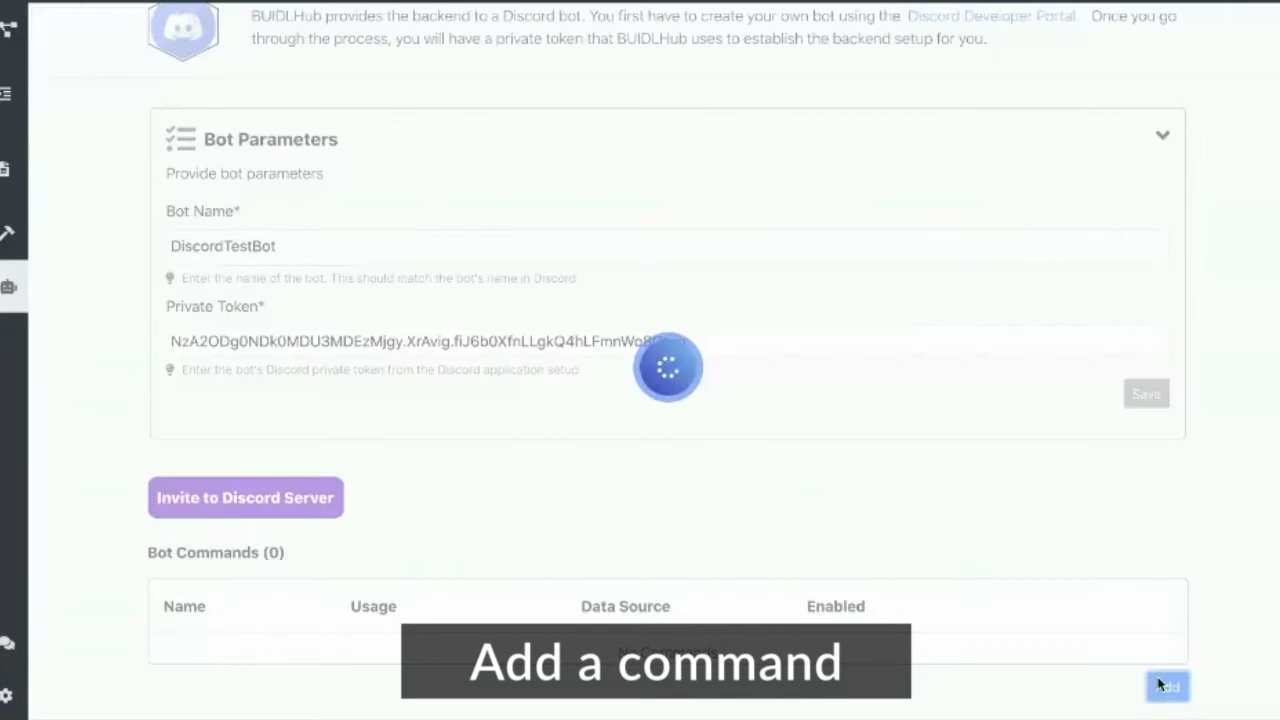 BUIDLHub provides the backend to a Discord bot. You first have to create your own bot using the Discord Developer Portal. Once you go
through the process, you will have a private token that BUIDLHub uses to establish the backend setup for you.
Bot Parameters
Provide bot parameters
Bot Name*
DiscordTestBot
Enter the name of the bot. This should match the bot's name in Discord.
Private Token*
Enter the bot's Discord private token from the Discord application setup
Save
Invite to Discord Server
Bot Commands (0)
Name Usage Data Source Enabled
No Commands
Add a command
Add